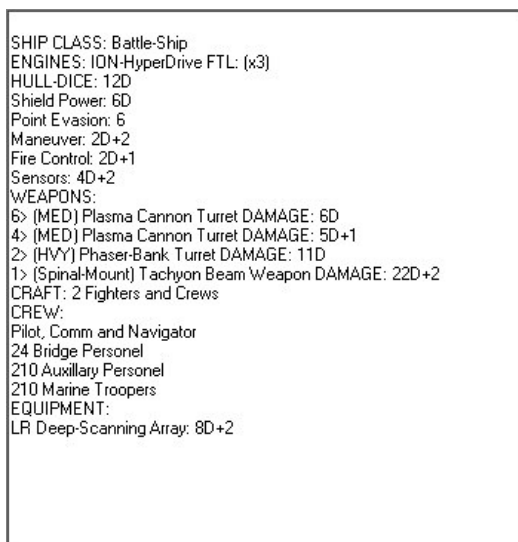 SHIP CLASS: Battle-Ship
ENGINES: ION-HyperDrive FTL: (x3)
HULL-DICE: 12D
Shield Power: 6D
Point Evasion: 6
Maneuver: 2D+2
Fire Control: 2D+1
Sensors: 4D+2
WEAPONS:
6> (MED) Plasma Cannon Turret DAMAGE: 6D
4> (MED) Plasma Cannon Turret DAMAGE: 5D+1
2> (HVY) Phaser-Bank Turret DAMAGE: 11D
1> (Spinal-Mount) Tachyon Beam Weapon DAMAGE: 22D+2
CRAFT: 2 Fighters and Crews
CREW:
Pilot, Comm and Navigator
24 Bridge Personel
210 Auxillary Personel
210 Marine Troopers
EQUIPMENT:
LR Deep-Scanning Array: 8D+2